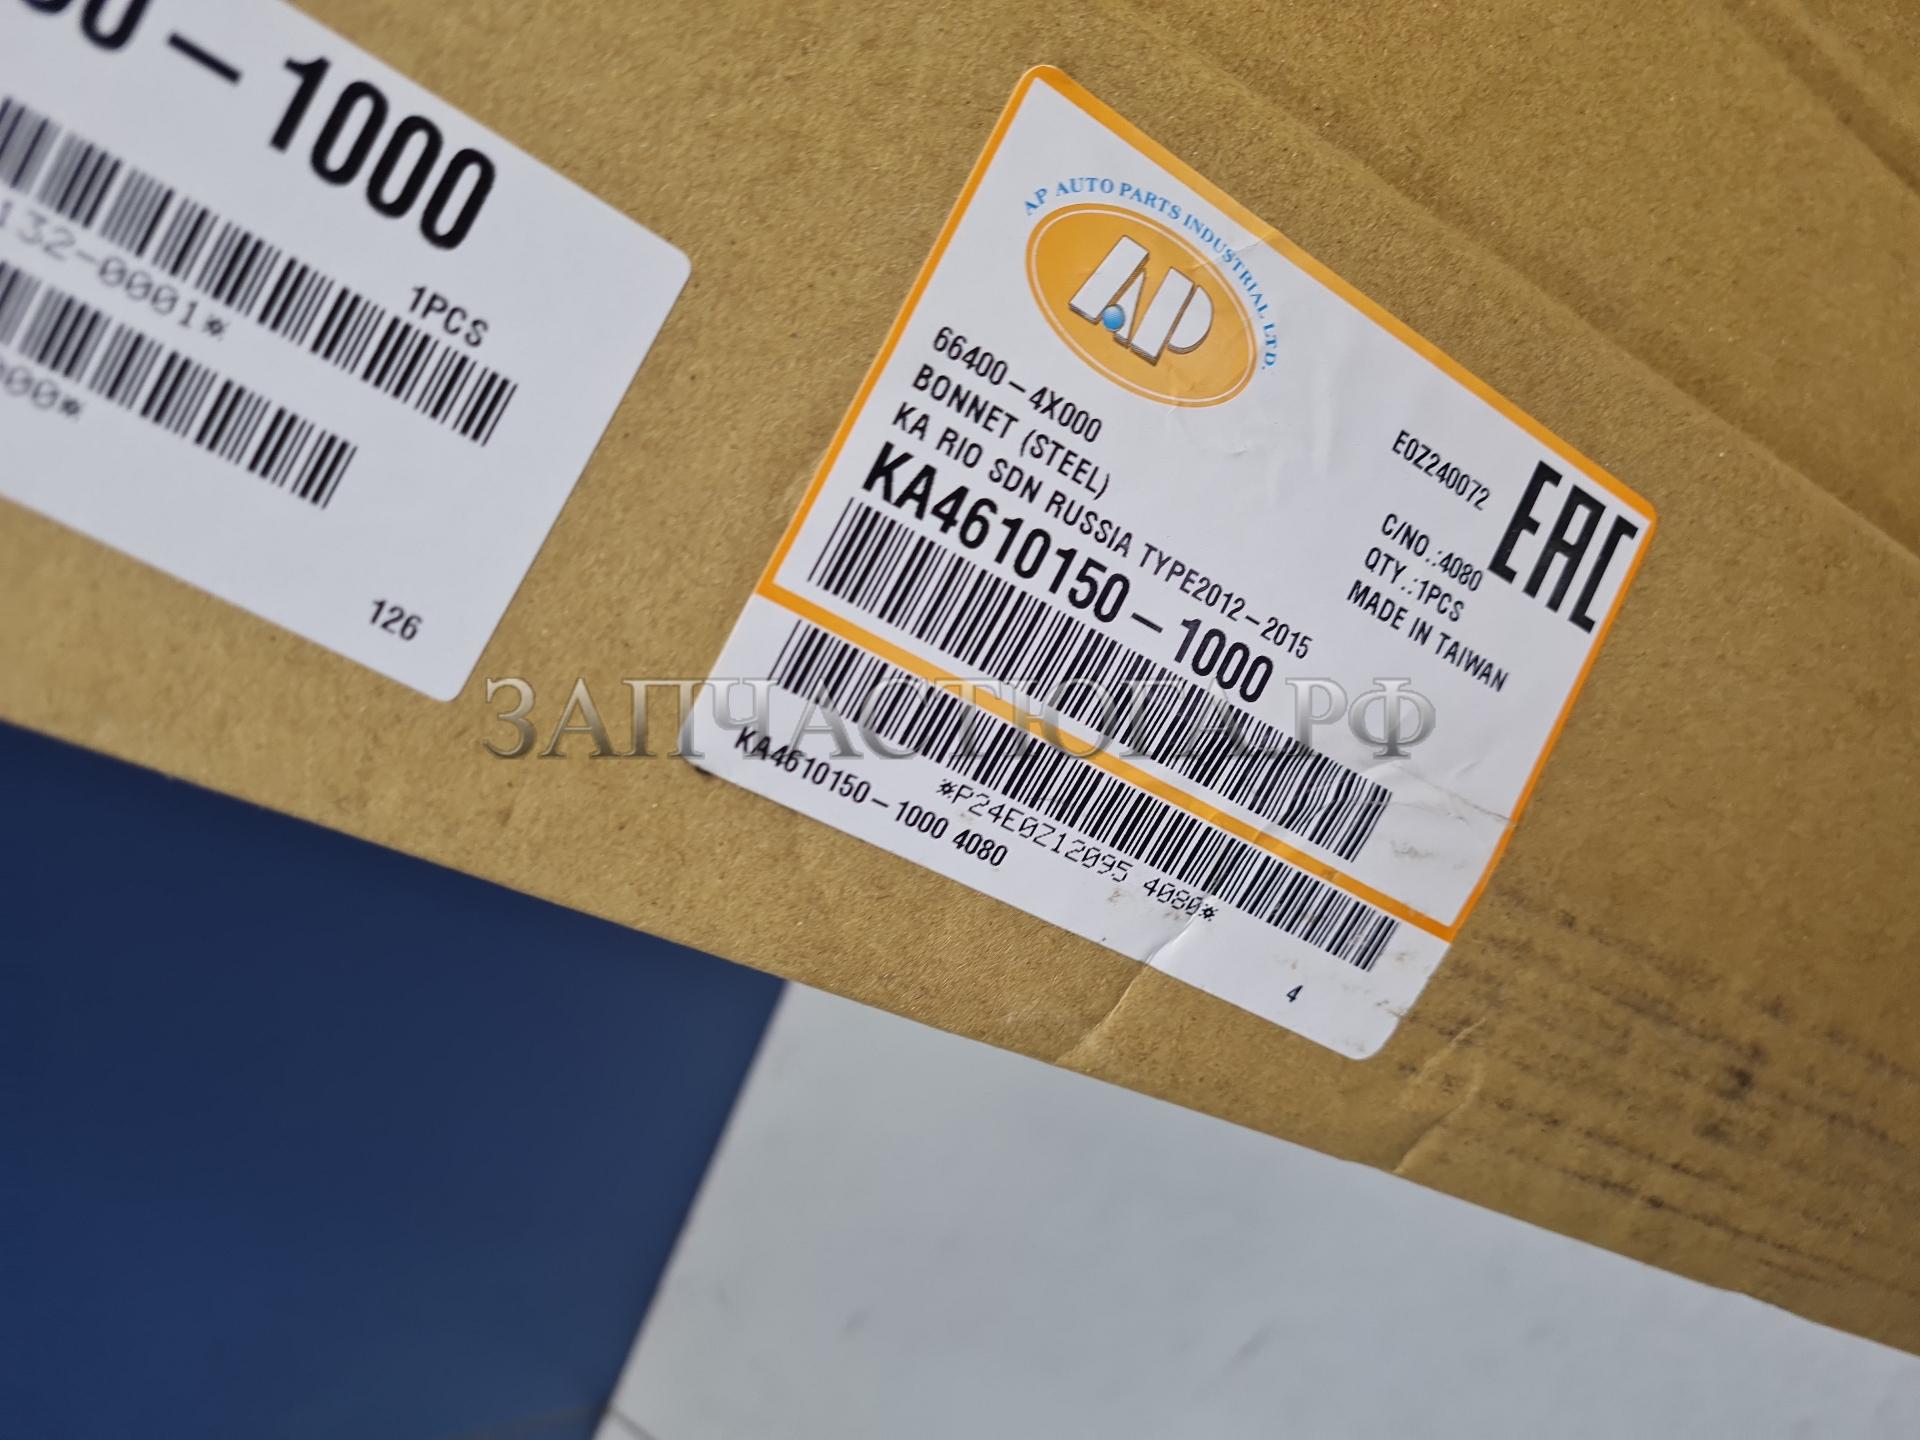 - 1000
1PCS
132-0001*
00*
126
AP AUTO PARTS INDUSTRIAL LTD.
AP
66400-4X000
BONNET (STEEL)
KA RIO SDN RUSSIA TYPE2012-2015
KA4610150-1000
E0Z240072
EAC
C/NO.:4080
QTY.:1PCS
MADE IN TAIWAN
*P24E0Z12095 4080*
KA4610150-1000 4080
4
ЗАПЧАСТЮГА.РФ